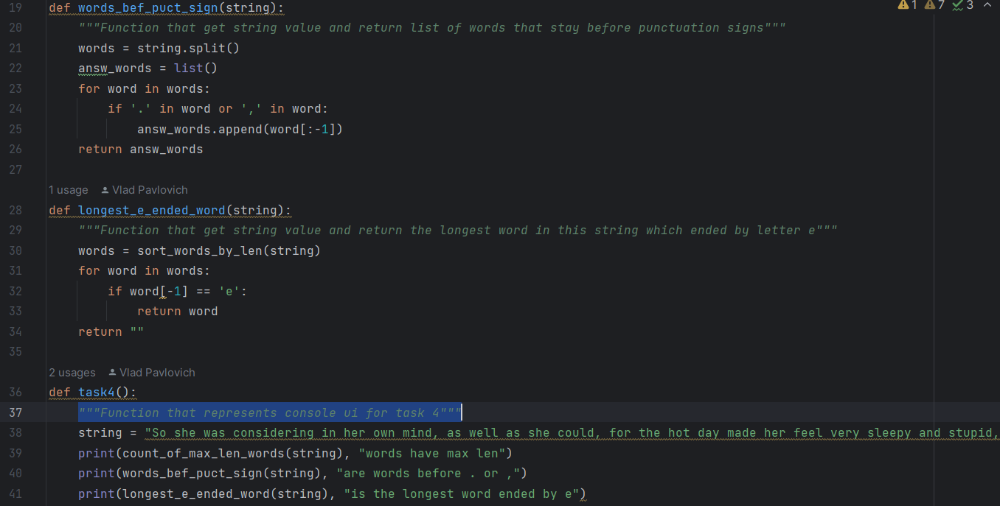 19 def words_bef_puct_sign(string): 1 7 3
20 """Function that get string value and return list of words that stay before punctuation signs"""
21 words = string.split()
22 answ_words = list()
23 for word in words:
24 if '.' in word or ',' in word:
25 answ_words.append(word[:-1])
26 return answ_words
27
1 usage Vlad Pavlovich
28 def longest_e_ended_word(string):
29 """Function that get string value and return the longest word in this string which ended by letter e"""
30 words = sort_words_by_len(string)
31 for word in words:
32 if word[-1] == 'e':
33 return word
34 return ""
35
2 usages Vlad Pavlovich
36 def task4():
37 """Function that represents console ui for task 4"""
38 string = "So she was considering in her own mind, as well as she could, for the hot day made her feel very sleepy and stupid,
39 print(count_of_max_len_words(string), "words have max len")
40 print(words_bef_puct_sign(string), "are words before . or ,")
41 print(longest_e_ended_word(string), "is the longest word ended by e")